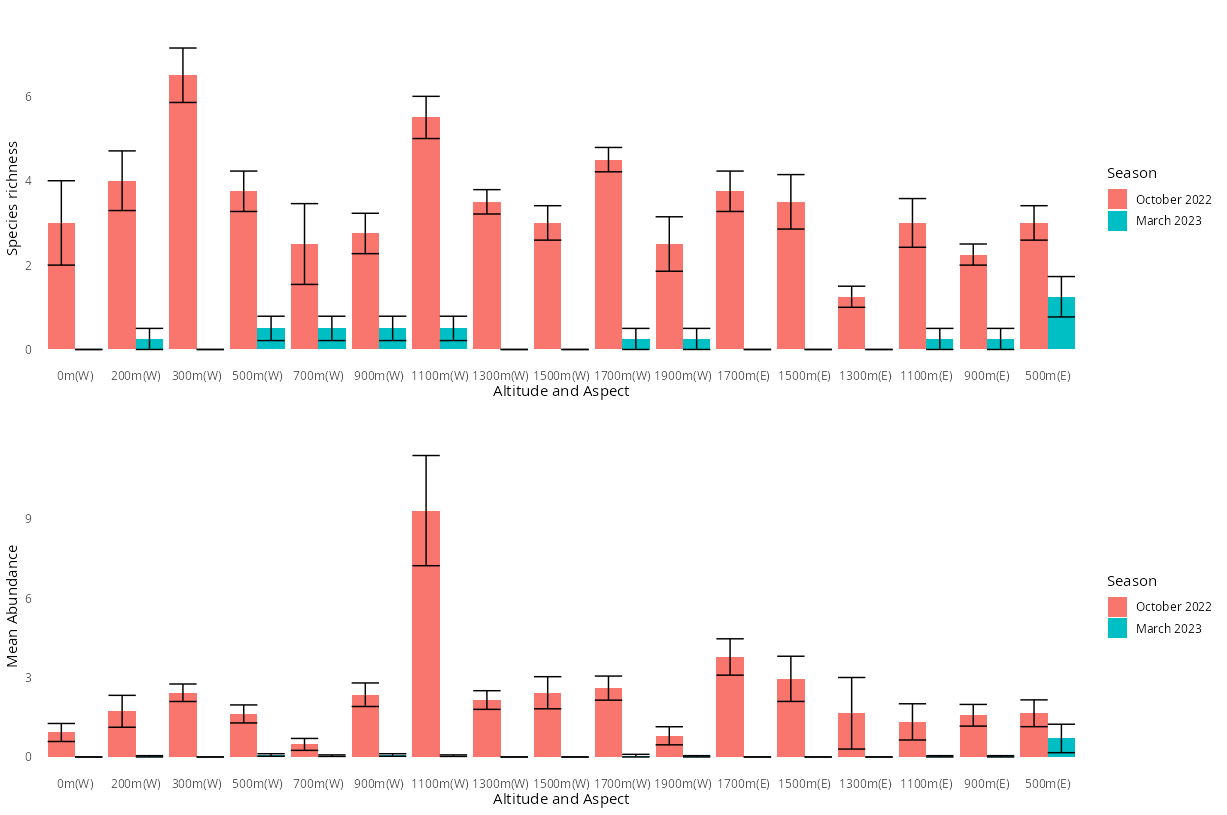 Species richness
6
4
2
0
0m(W) 200m(W) 300m(W) 500m(W) 700m(W) 900m(W) 1100m(W) 1300m(W) 1500m(W) 1700m(W) 1900m(W) 1700m(E) 1500m(E) 1300m(E) 1100m(E) 900m(E) 500m(E)
Altitude and Aspect
Season
October 2022
March 2023
Mean Abundance
9
6
3
0
0m(W) 200m(W) 300m(W) 500m(W) 700m(W) 900m(W) 1100m(W) 1300m(W) 1500m(W) 1700m(W) 1900m(W) 1700m(E) 1500m(E) 1300m(E) 1100m(E) 900m(E) 500m(E)
Altitude and Aspect
Season
October 2022
March 2023